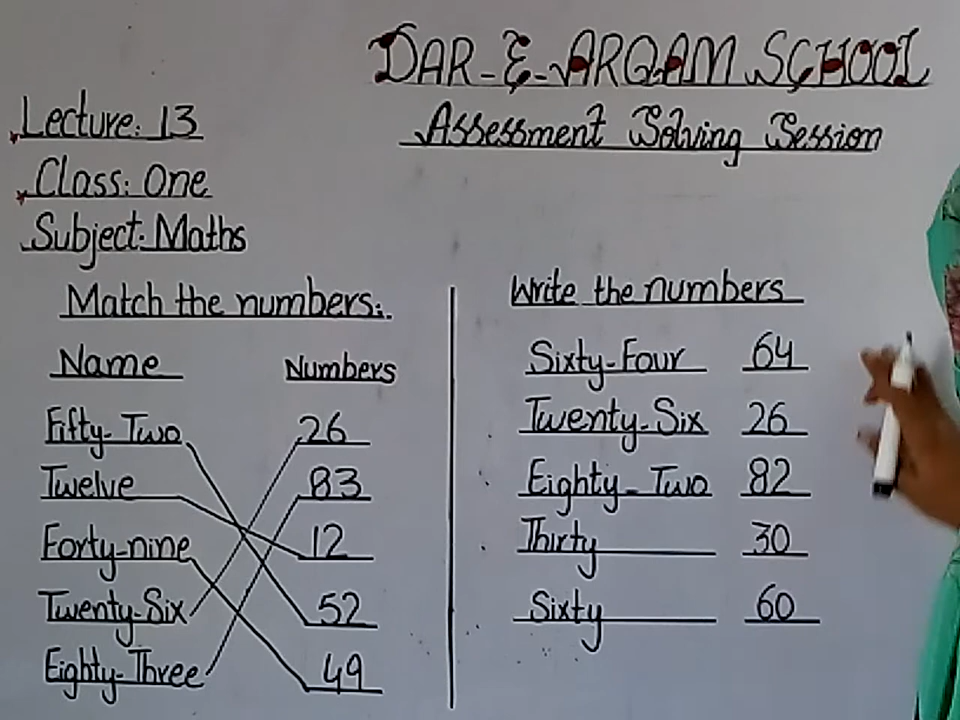 DAR-E-ARQAM SCHOOL
Assessment Solving Session
Lecture: 13
Class: One
Subject: Maths
Match the numbers:
Name Numbers
Fifty-Two 26
Twelve 83
Forty-nine 12
Twenty-Six 52
Eighty-Three 49
Write the numbers
Sixty-Four 64
Twenty-Six 26
Eighty-Two 82
Thirty 30
Sixty 60